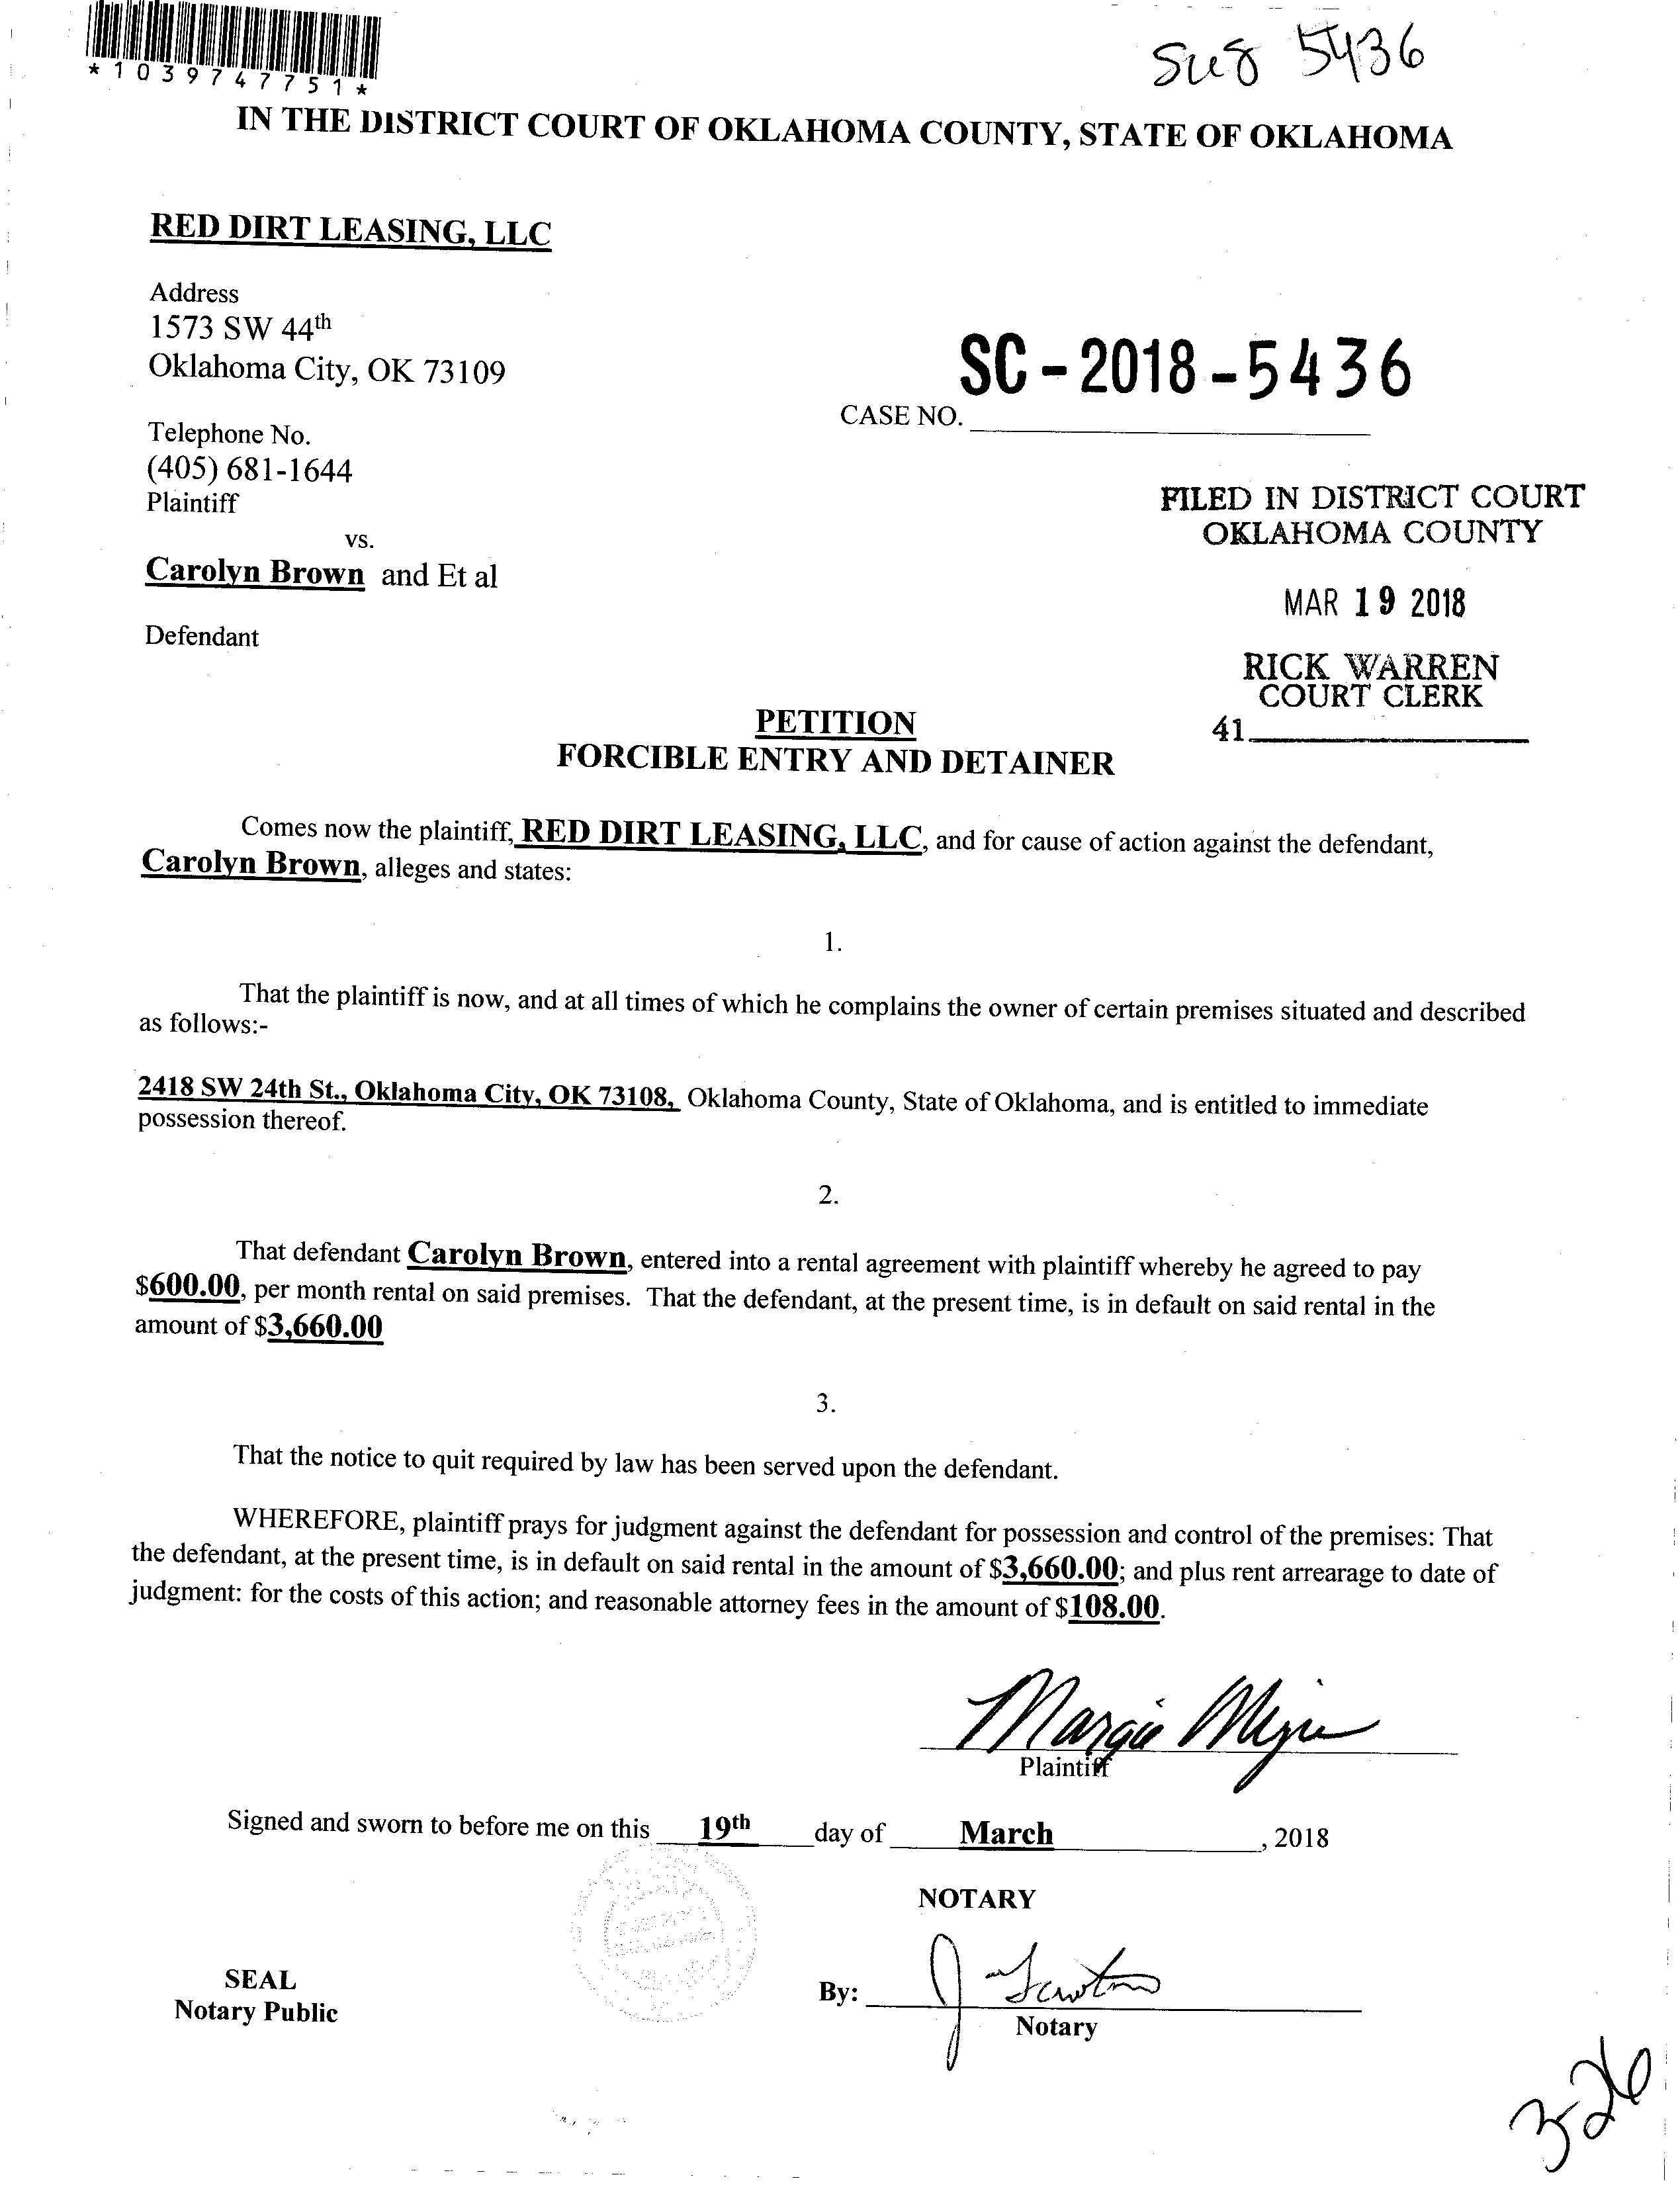 *1039747751*
5436
IN THE DISTRICT COURT OF OKLAHOMA COUNTY, STATE OF OKLAHOMA
RED DIRT LEASING, LLC
Address
1573 SW 44th
Oklahoma City, OK 73109
SC-2018-5436
CASE NO.
Telephone No.
(405) 681-1644
Plaintiff
vs.
Carolyn Brown and Et al
Defendant
FILED IN DISTRICT COURT
OKLAHOMA COUNTY
MAR 19 2018
RICK WARREN
COURT CLERK
41
PETITION
FORCIBLE ENTRY AND DETAINER
Comes now the plaintiff, RED DIRT LEASING, LLC, and for cause of action against the defendant,
Carolyn Brown, alleges and states:
1.
That the plaintiff is now, and at all times of which he complains the owner of certain premises situated and described
as follows:-
2418 SW 24th St., Oklahoma City, OK 73108, Oklahoma County, State of Oklahoma, and is entitled to immediate
possession thereof.
2.
That defendant Carolyn Brown, entered into a rental agreement with plaintiff whereby he agreed to pay
$600.00, per month rental on said premises. That the defendant, at the present time, is in default on said rental in the
amount of $3,660.00
3.
That the notice to quit required by law has been served upon the defendant.
WHEREFORE, plaintiff prays for judgment against the defendant for possession and control of the premises: That
the defendant, at the present time, is in default on said rental in the amount of $3,660.00; and plus rent arrearage to date of
judgment: for the costs of this action; and reasonable attorney fees in the amount of $108.00.
Margie
Plaintiff
Signed and sworn to before me on this 19th day of March, 2018
NOTARY
SEAL
Notary Public
By: J
Notary
3-26